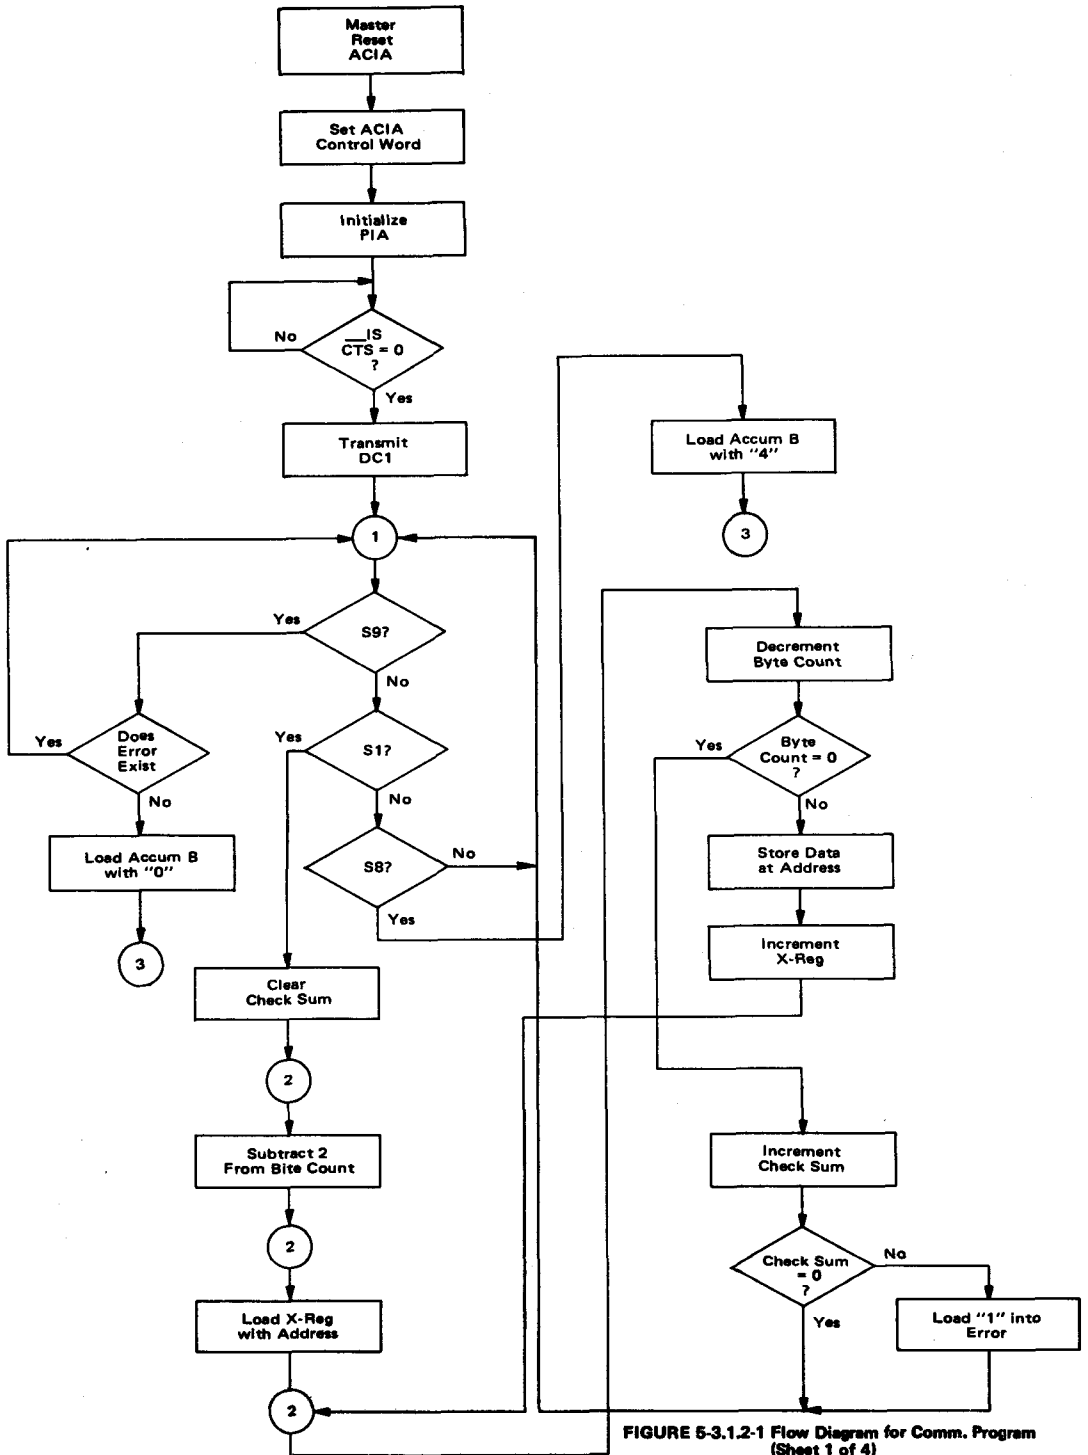 Master
Reset
ACIA
Set ACIA
Control Word
Initialize
PIA
IS
CTS = 0
?
No
Yes
Transmit
DC1
1
S9?
Yes
No
Does
Error
Exist
Yes
No
Load Accum B
with "0"
3
S1?
Yes
No
S8?
No
Yes
Load Accum B
with "4"
3
Clear
Check Sum
2
Subtract 2
From Bite Count
2
Load X-Reg
with Address
2
Decrement
Byte Count
Byte
Count = 0
?
Yes
No
Store Data
at Address
Increment
X-Reg
Increment
Check Sum
Check Sum
= 0
?
No
Yes
Load "1" into
Error
FIGURE 5-3.1.2-1 Flow Diagram for Comm. Program
(Sheet 1 of 4)